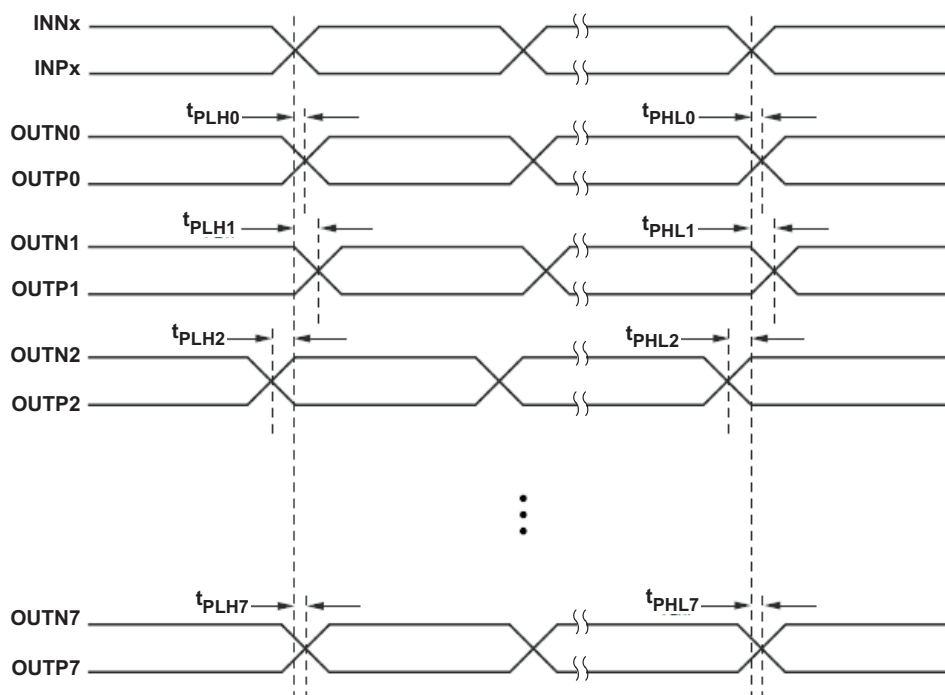 INNx
INPx
tPLH0 tPHL0
OUTN0
OUTP0
tPLH1 tPHL1
OUTN1
OUTP1
tPLH2 tPHL2
OUTN2
OUTP2
tPLH7 tPHL7
OUTN7
OUTP7